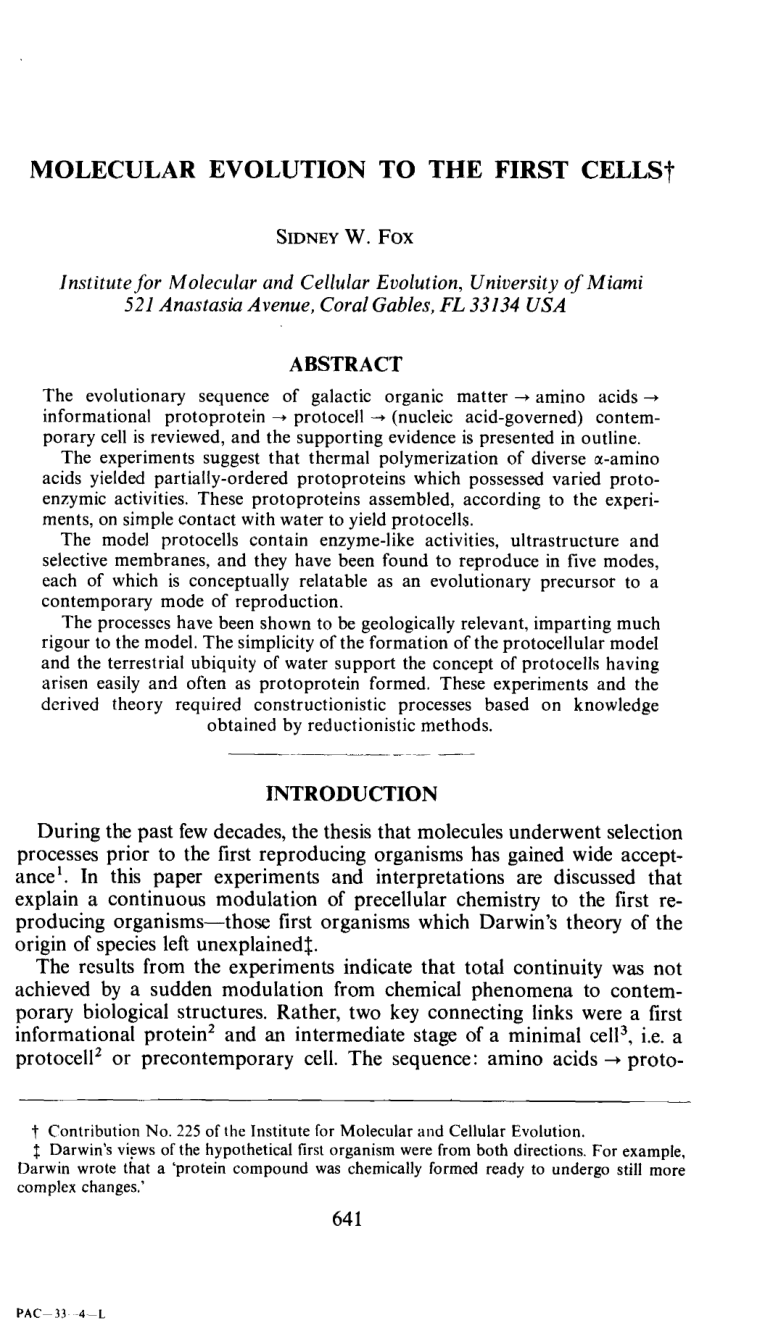 MOLECULAR EVOLUTION TO THE FIRST CELLS†
SIDNEY W. FOX
Institute for Molecular and Cellular Evolution, University of Miami
521 Anastasia Avenue, Coral Gables, FL 33134 USA
ABSTRACT
The evolutionary sequence of galactic organic matter → amino acids →
informational protoprotein → protocell → (nucleic acid-governed) contem-
porary cell is reviewed, and the supporting evidence is presented in outline.
The experiments suggest that thermal polymerization of diverse α-amino
acids yielded partially-ordered protoproteins which possessed varied proto-
enzymic activities. These protoproteins assembled, according to the experi-
ments, on simple contact with water to yield protocells.
The model protocells contain enzyme-like activities, ultrastructure and
selective membranes, and they have been found to reproduce in five modes,
each of which is conceptually relatable as an evolutionary precursor to a
contemporary mode of reproduction.
The processes have been shown to be geologically relevant, imparting much
rigour to the model. The simplicity of the formation of the protocellular model
and the terrestrial ubiquity of water support the concept of protocells having
arisen easily and often as protoprotein formed. These experiments and the
derived theory required constructionistic processes based on knowledge
obtained by reductionistic methods.
INTRODUCTION
During the past few decades, the thesis that molecules underwent selection
processes prior to the first reproducing organisms has gained wide accept-
ance¹. In this paper experiments and interpretations are discussed that
explain a continuous modulation of precellular chemistry to the first re-
producing organisms—those first organisms which Darwin's theory of the
origin of species left unexplained‡.
The results from the experiments indicate that total continuity was not
achieved by a sudden modulation from chemical phenomena to contem-
porary biological structures. Rather, two key connecting links were a first
informational protein² and an intermediate stage of a minimal cell³, i.e. a
protocell² or precontemporary cell. The sequence: amino acids → proto-
† Contribution No. 225 of the Institute for Molecular and Cellular Evolution.
‡ Darwin's views of the hypothetical first organism were from both directions. For example,
Darwin wrote that a 'protein compound was chemically formed ready to undergo still more
complex changes.'
641
PAC—33—4—L